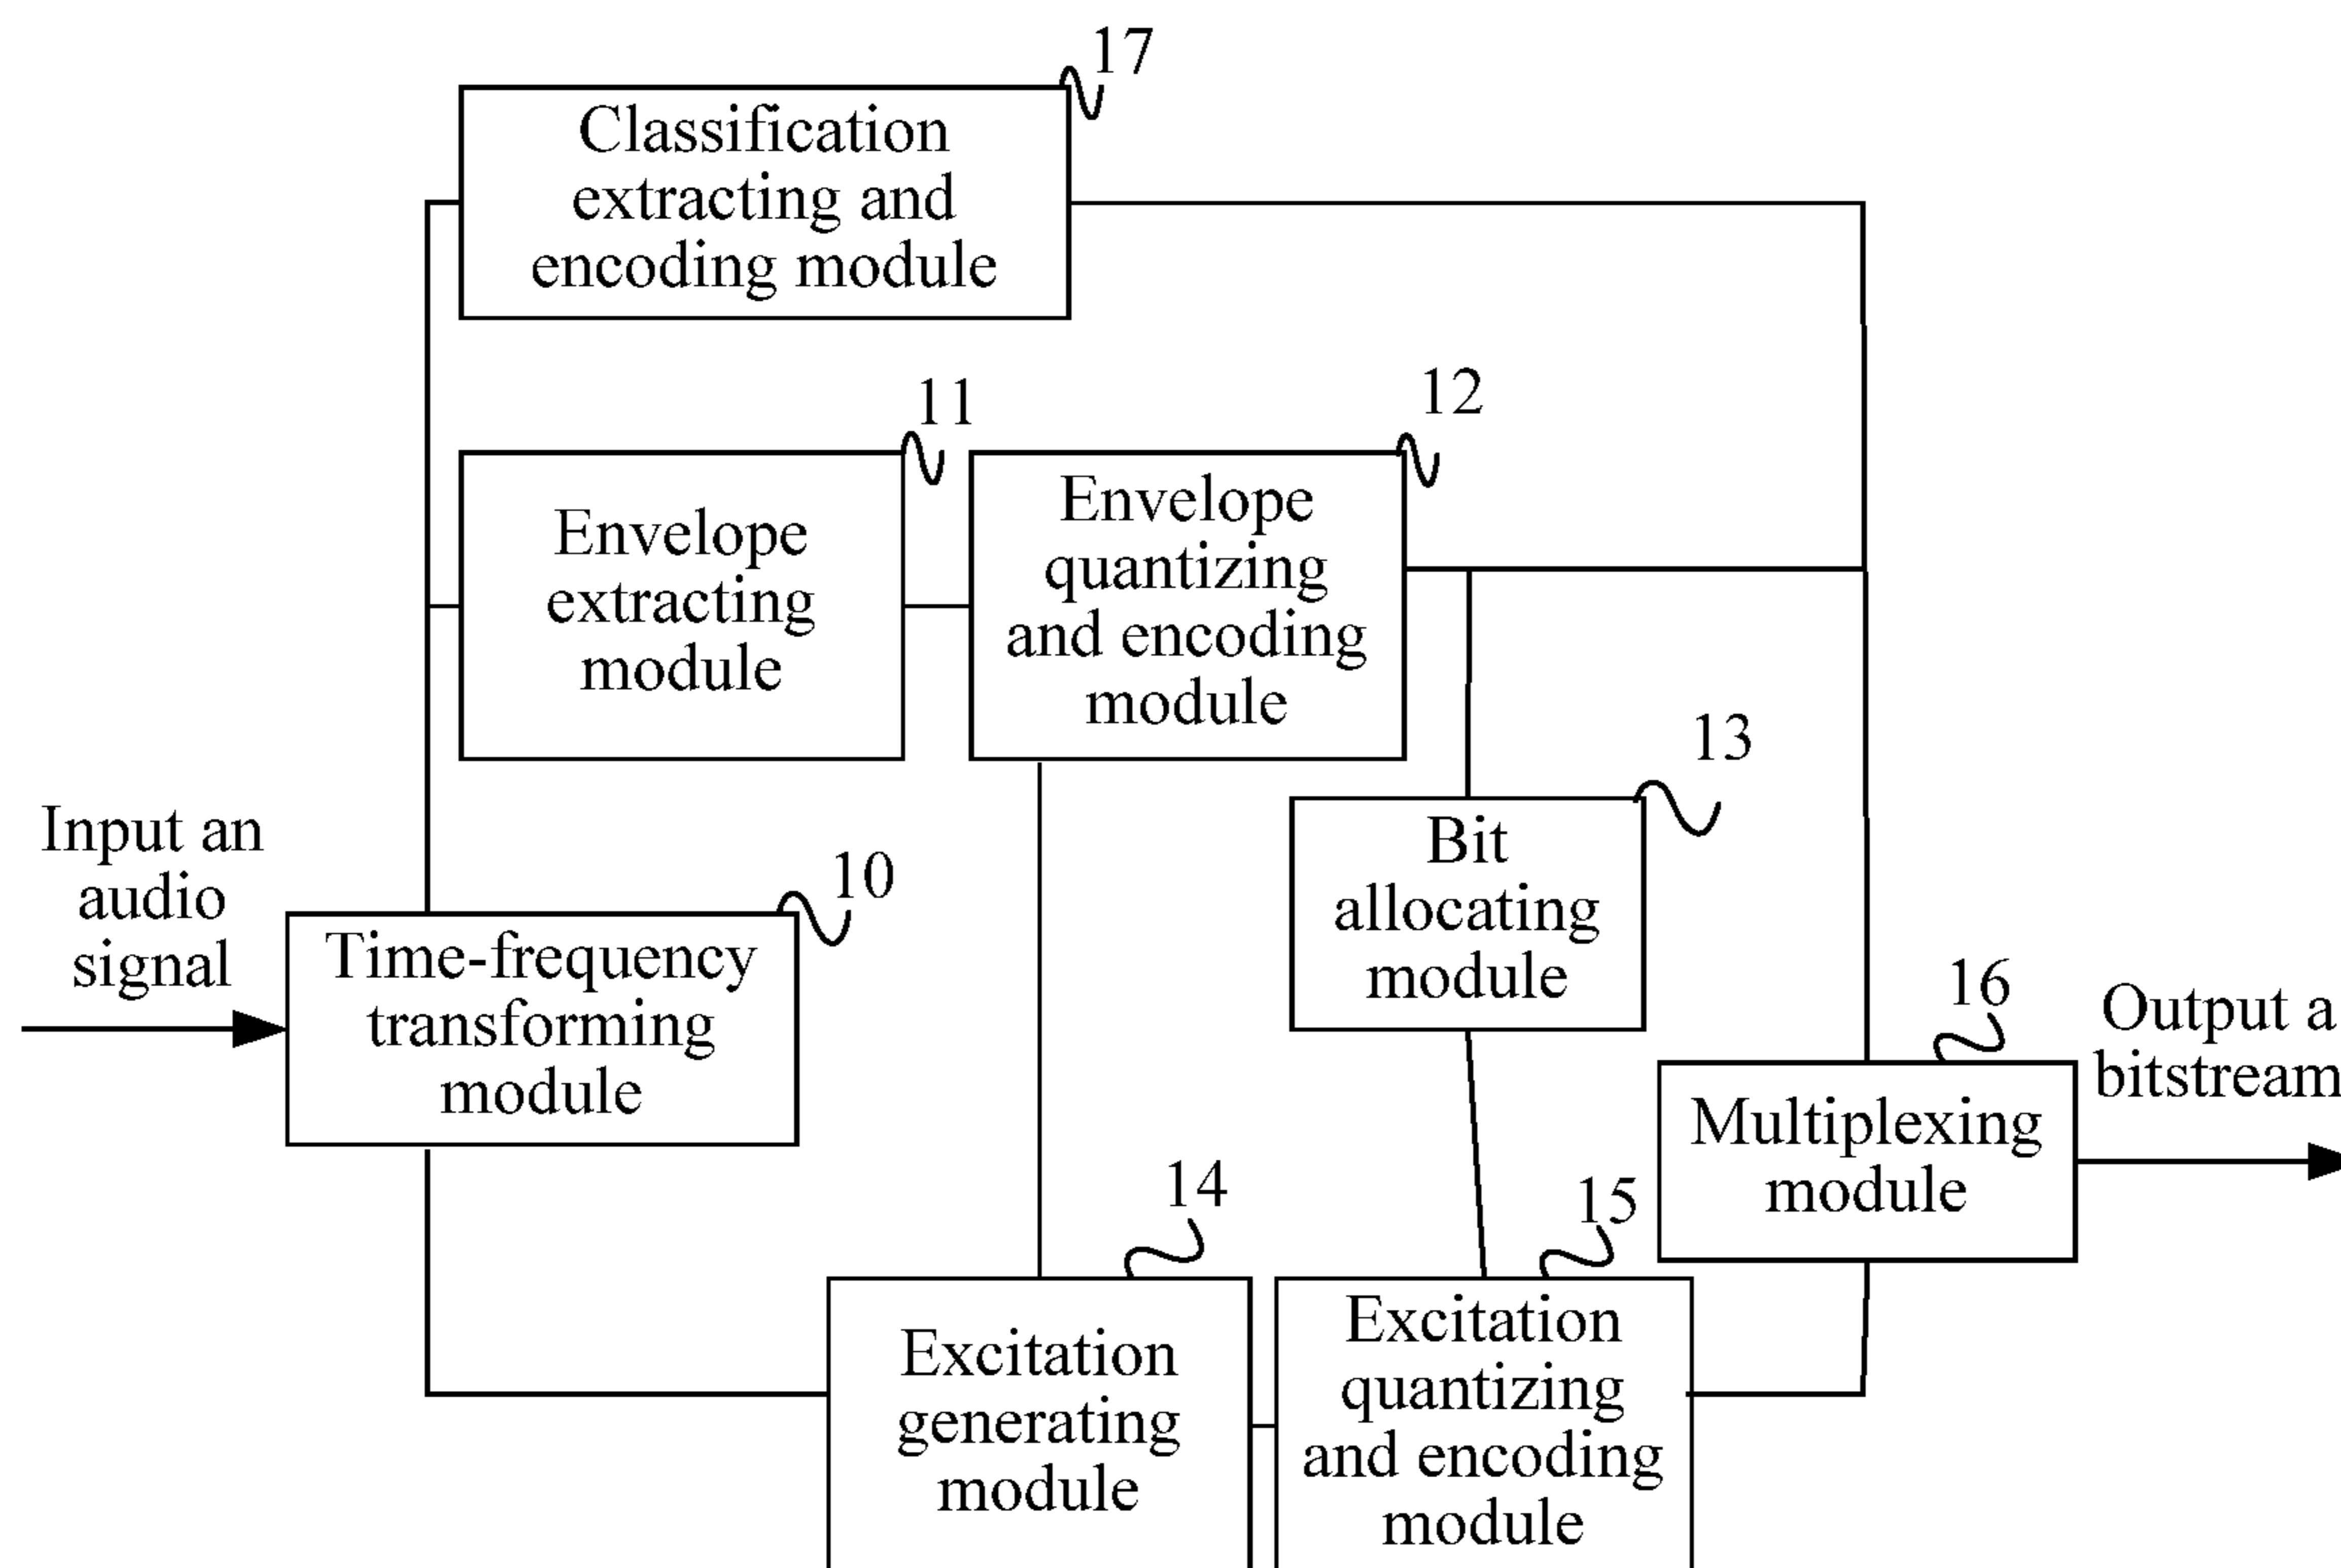 17
Classification
extracting and
encoding module
11
12
Envelope
extracting
module
Envelope
quantizing
and encoding
module
13
Input an
audio
signal
10
Time-frequency
transforming
module
Bit
allocating
module
16
Output a
bitstream
Multiplexing
module
14
15
Excitation
generating
module
Excitation
quantizing
and encoding
module